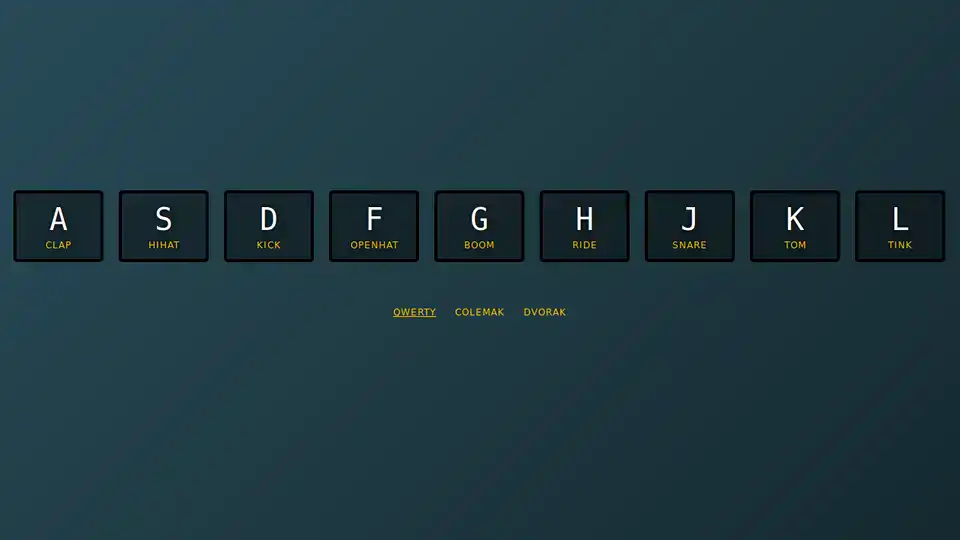 A S D F G H J K L
CLAP HIHAT KICK OPENHAT BOOM RIDE SNARE TOM TINK
QWERTY COLEMAK DVORAK